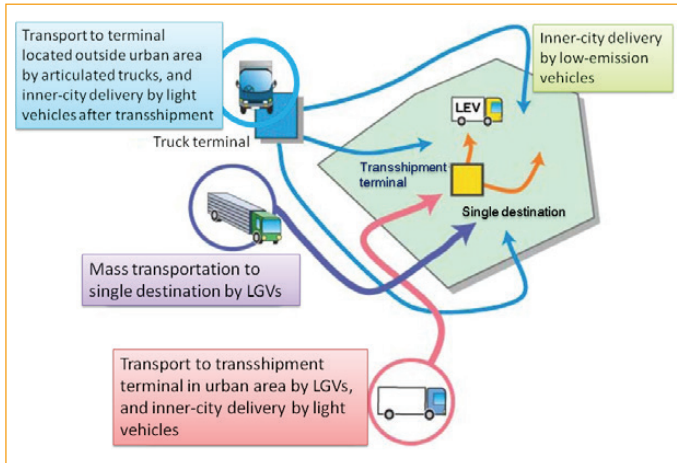 Transport to terminal
located outside urban area
by articulated trucks, and
inner-city delivery by light
vehicles after transshipment
Inner-city delivery
by low-emission
vehicles
LEV
Truck terminal
Transshipment
terminal
Single destination
Mass transportation to
single destination by LGVs
Transport to transshipment
terminal in urban area by LGVs,
and inner-city delivery by light
vehicles